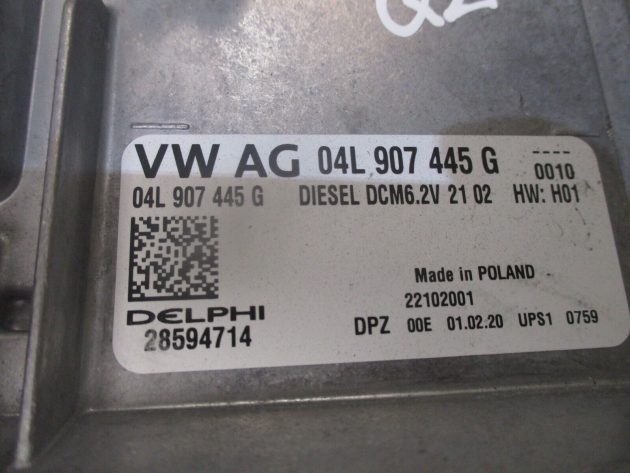 VW AG 04L 907 445 G ----
0010
04L 907 445 G DIESEL DCM6.2V 21 02 HW: H01
Made in POLAND
22102001
DELPHI
28594714
DPZ 00E 01.02.20 UPS1 0759